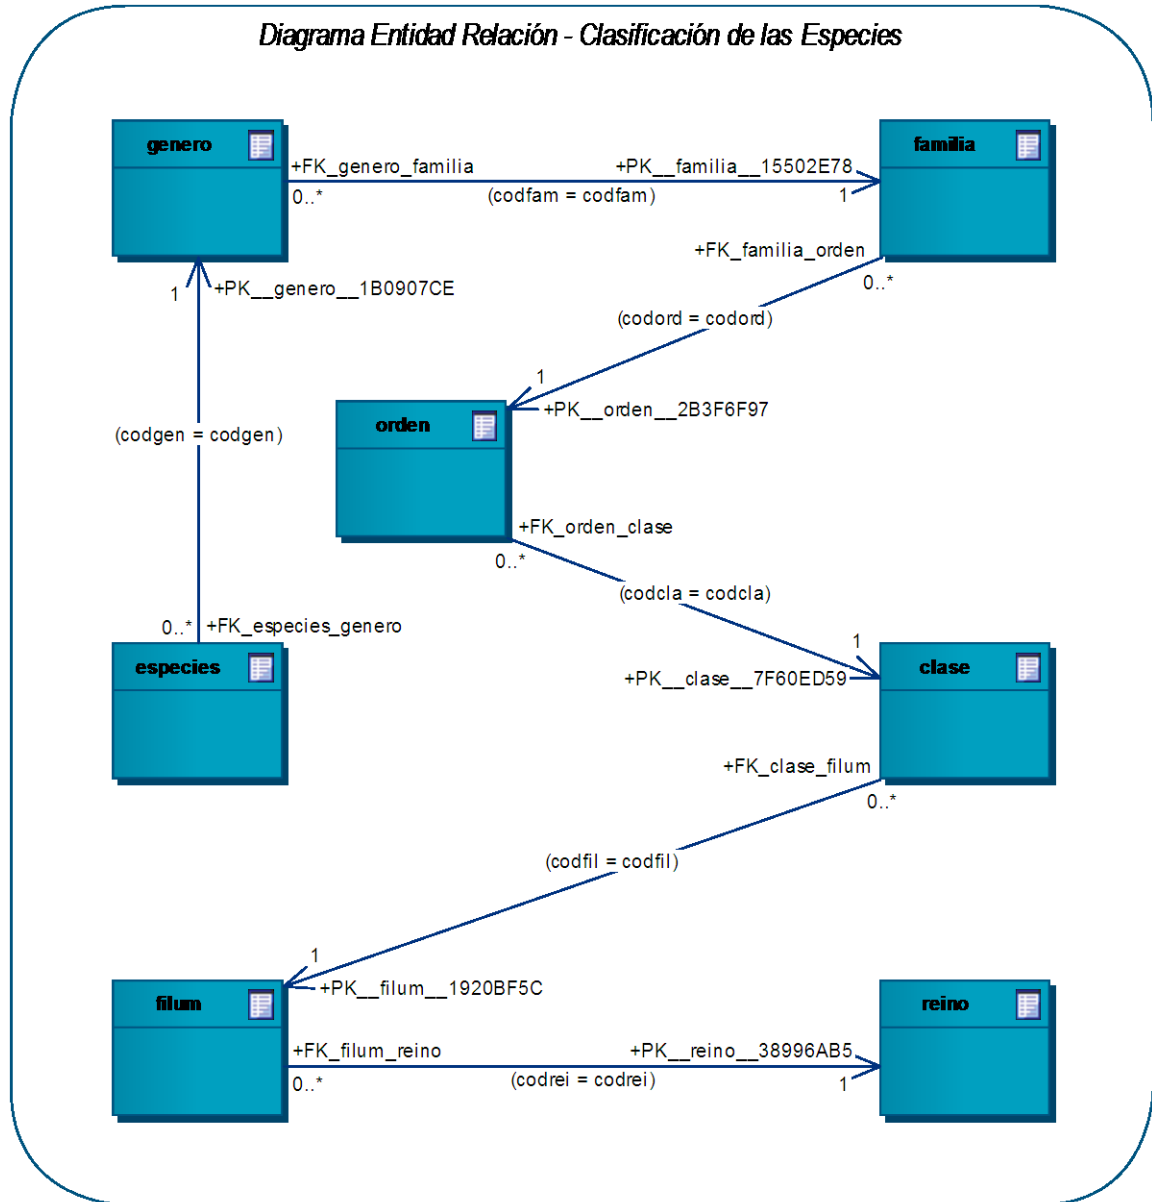 Diagrama Entidad Relación - Clasificación de las Especies
genero
familia
+FK_genero_familia
+PK__familia__15502E78
0..*
(codfam = codfam)
1
+FK_familia_orden
0..*
1
+PK__genero__1B0907CE
(codord = codord)
1
+PK__orden__2B3F6F97
orden
(codgen = codgen)
+FK_orden_clase
0..*
(codcla = codcla)
0..*
+FK_especies_genero
1
especies
clase
+PK__clase__7F60ED59
+FK_clase_filum
0..*
(codfil = codfil)
1
+PK__filum__1920BF5C
filum
reino
+FK_filum_reino
+PK__reino__38996AB5
0..*
(codrei = codrei)
1